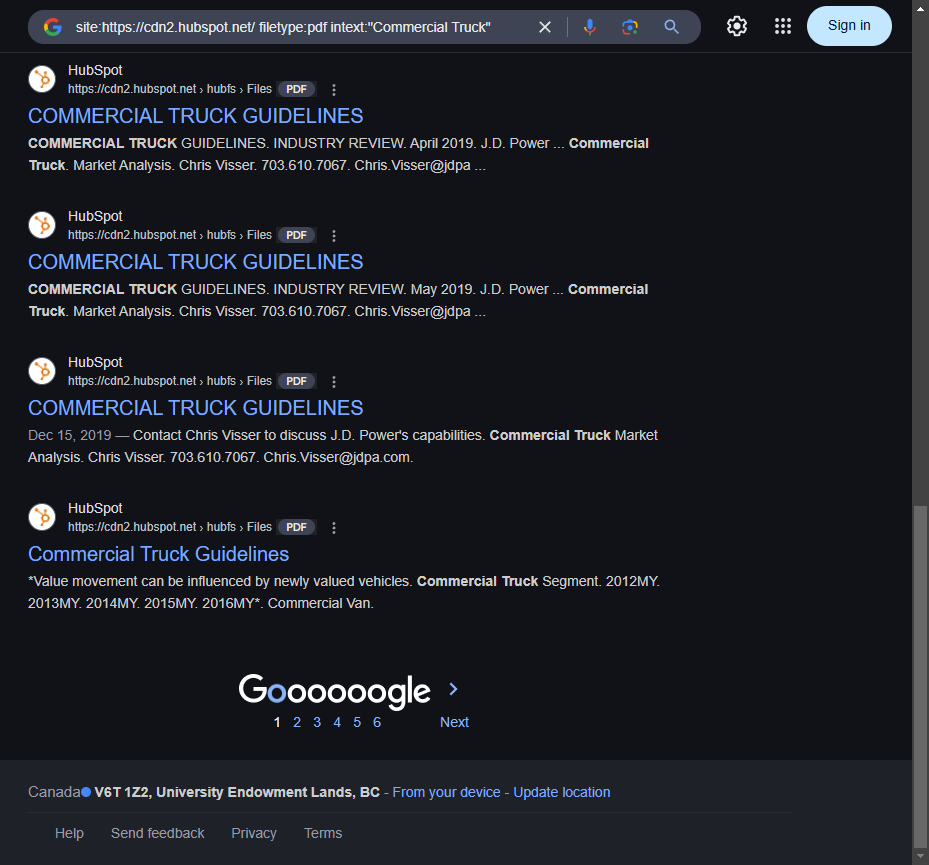 site:https://cdn2.hubspot.net/ filetype:pdf intext:"Commercial Truck"
Sign in
HubSpot
https://cdn2.hubspot.net › hubfs › Files PDF
COMMERCIAL TRUCK GUIDELINES
COMMERCIAL TRUCK GUIDELINES. INDUSTRY REVIEW. April 2019. J.D. Power ... Commercial
Truck. Market Analysis. Chris Visser. 703.610.7067. Chris.Visser@jdpa ...
HubSpot
https://cdn2.hubspot.net › hubfs › Files PDF
COMMERCIAL TRUCK GUIDELINES
COMMERCIAL TRUCK GUIDELINES. INDUSTRY REVIEW. May 2019. J.D. Power ... Commercial
Truck. Market Analysis. Chris Visser. 703.610.7067. Chris.Visser@jdpa ...
HubSpot
https://cdn2.hubspot.net › hubfs › Files PDF
COMMERCIAL TRUCK GUIDELINES
Dec 15, 2019 — Contact Chris Visser to discuss J.D. Power's capabilities. Commercial Truck Market
Analysis. Chris Visser. 703.610.7067. Chris.Visser@jdpa.com.
HubSpot
https://cdn2.hubspot.net › hubfs › Files PDF
Commercial Truck Guidelines
*Value movement can be influenced by newly valued vehicles. Commercial Truck Segment. 2012MY.
2013MY. 2014MY. 2015MY. 2016MY*. Commercial Van.
Goooooogle >
1 2 3 4 5 6 Next
Canada V6T 1Z2, University Endowment Lands, BC - From your device - Update location
Help Send feedback Privacy Terms